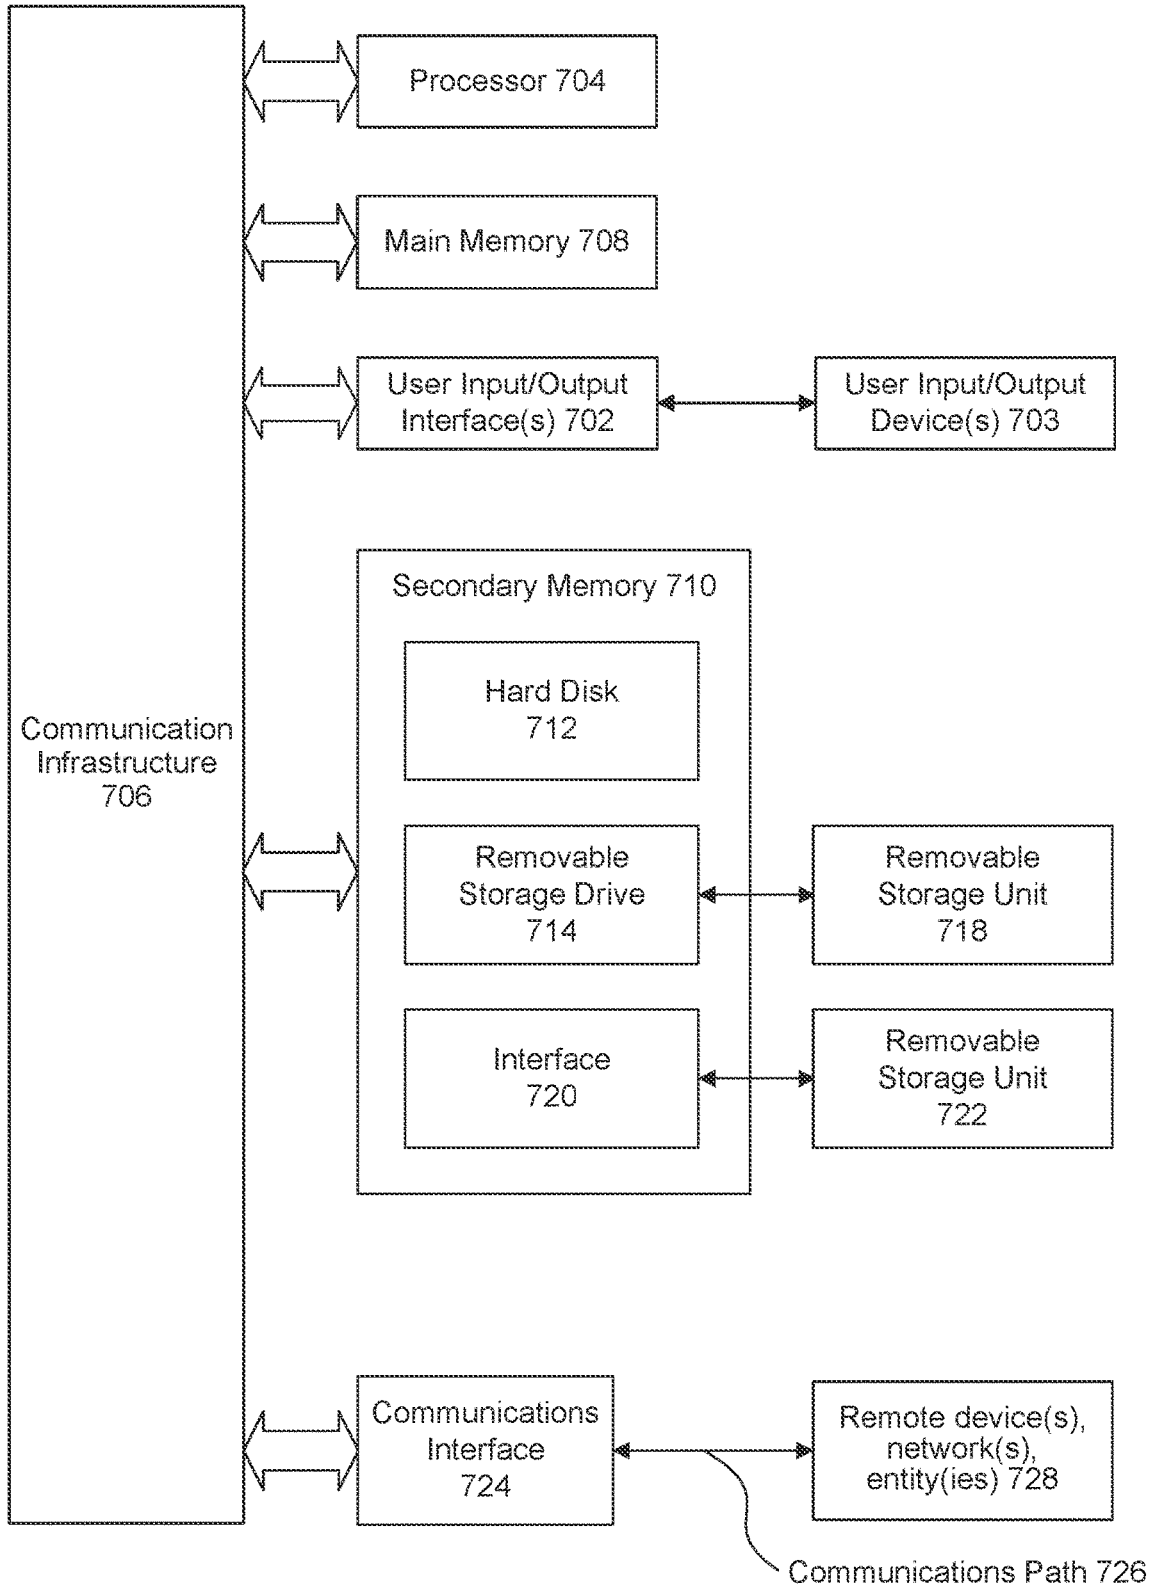 Processor 704
Main Memory 708
User Input/Output
Interface(s) 702
User Input/Output
Device(s) 703
Secondary Memory 710
Hard Disk
712
Communication
Infrastructure
706
Removable
Storage Drive
714
Removable
Storage Unit
718
Interface
720
Removable
Storage Unit
722
Communications
Interface
724
Remote device(s),
network(s),
entity(ies) 728
Communications Path 726